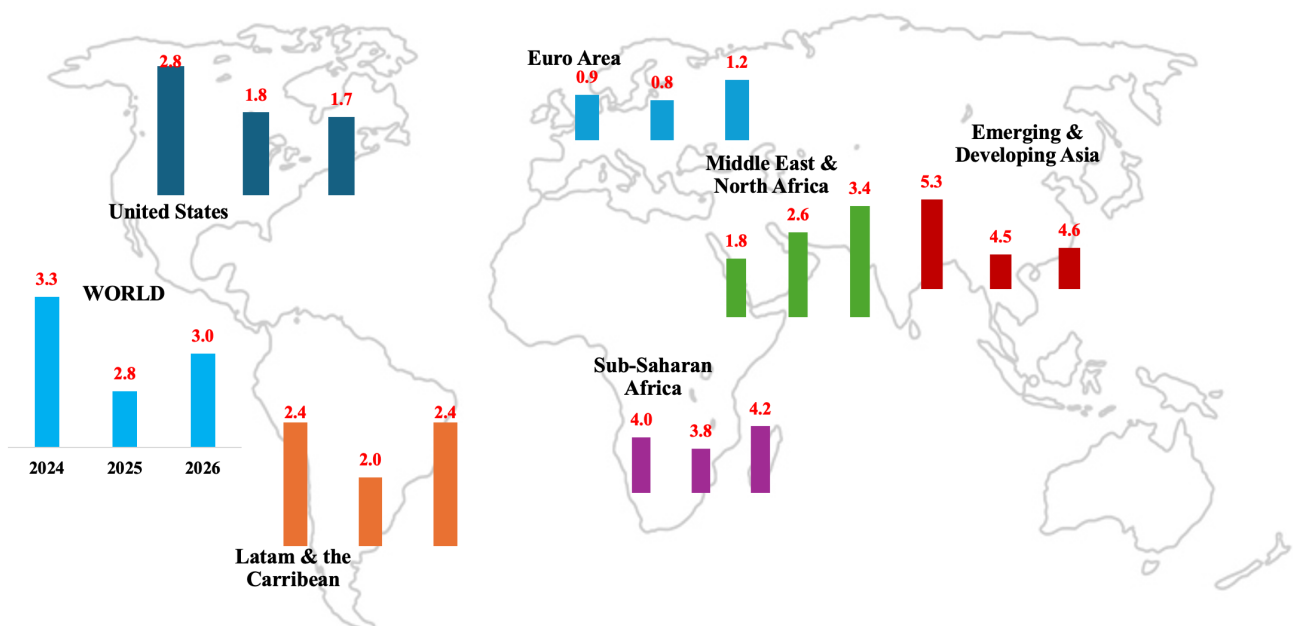 2.8
1.8
1.7
United States
Euro Area
0.9
0.8
1.2
Emerging &
Developing Asia
5.3
4.5
4.6
Middle East &
North Africa
1.8
2.6
3.4
WORLD
3.3
2.8
3.0
2024
2025
2026
Sub-Saharan
Africa
4.0
3.8
4.2
2.4
2.0
2.4
Latam & the
Carribean